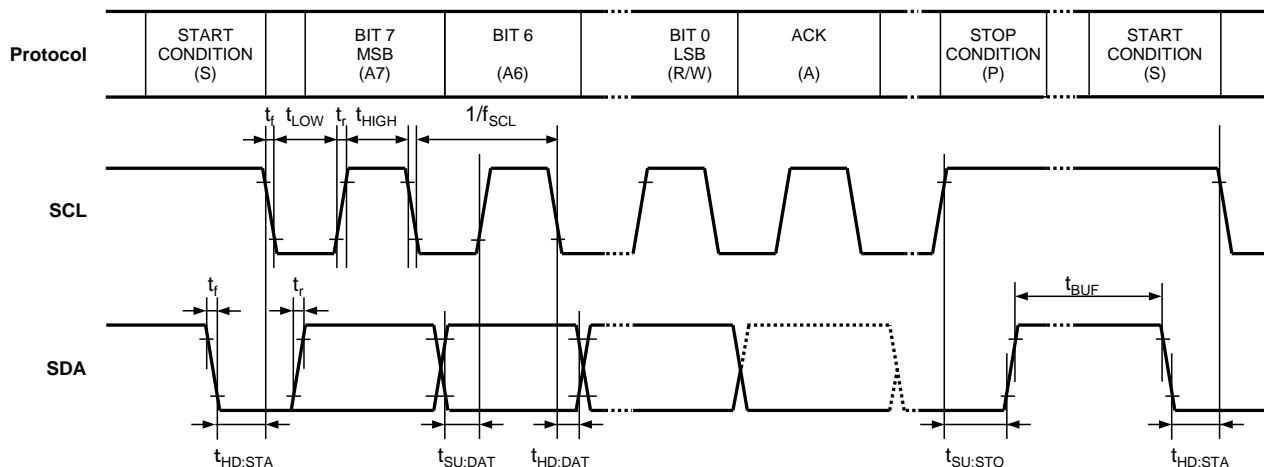 Protocol
START
CONDITION
(S)
BIT 7
MSB
(A7)
BIT 6
(A6)
BIT 0
LSB
(R/W)
ACK
(A)
STOP
CONDITION
(P)
START
CONDITION
(S)
tf tLOW tr tHIGH 1/fSCL
SCL
tf tr tBUF
SDA
tHD:STA tSU:DAT tHD:DAT tSU:STO tHD:STA